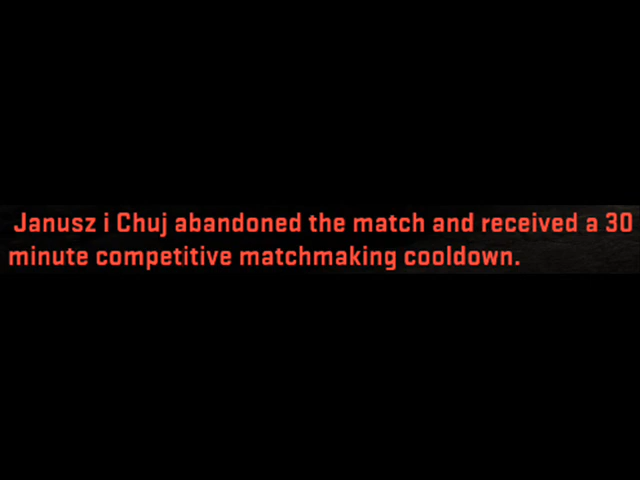 Janusz i Chuj abandoned the match and received a 30
minute competitive matchmaking cooldown.